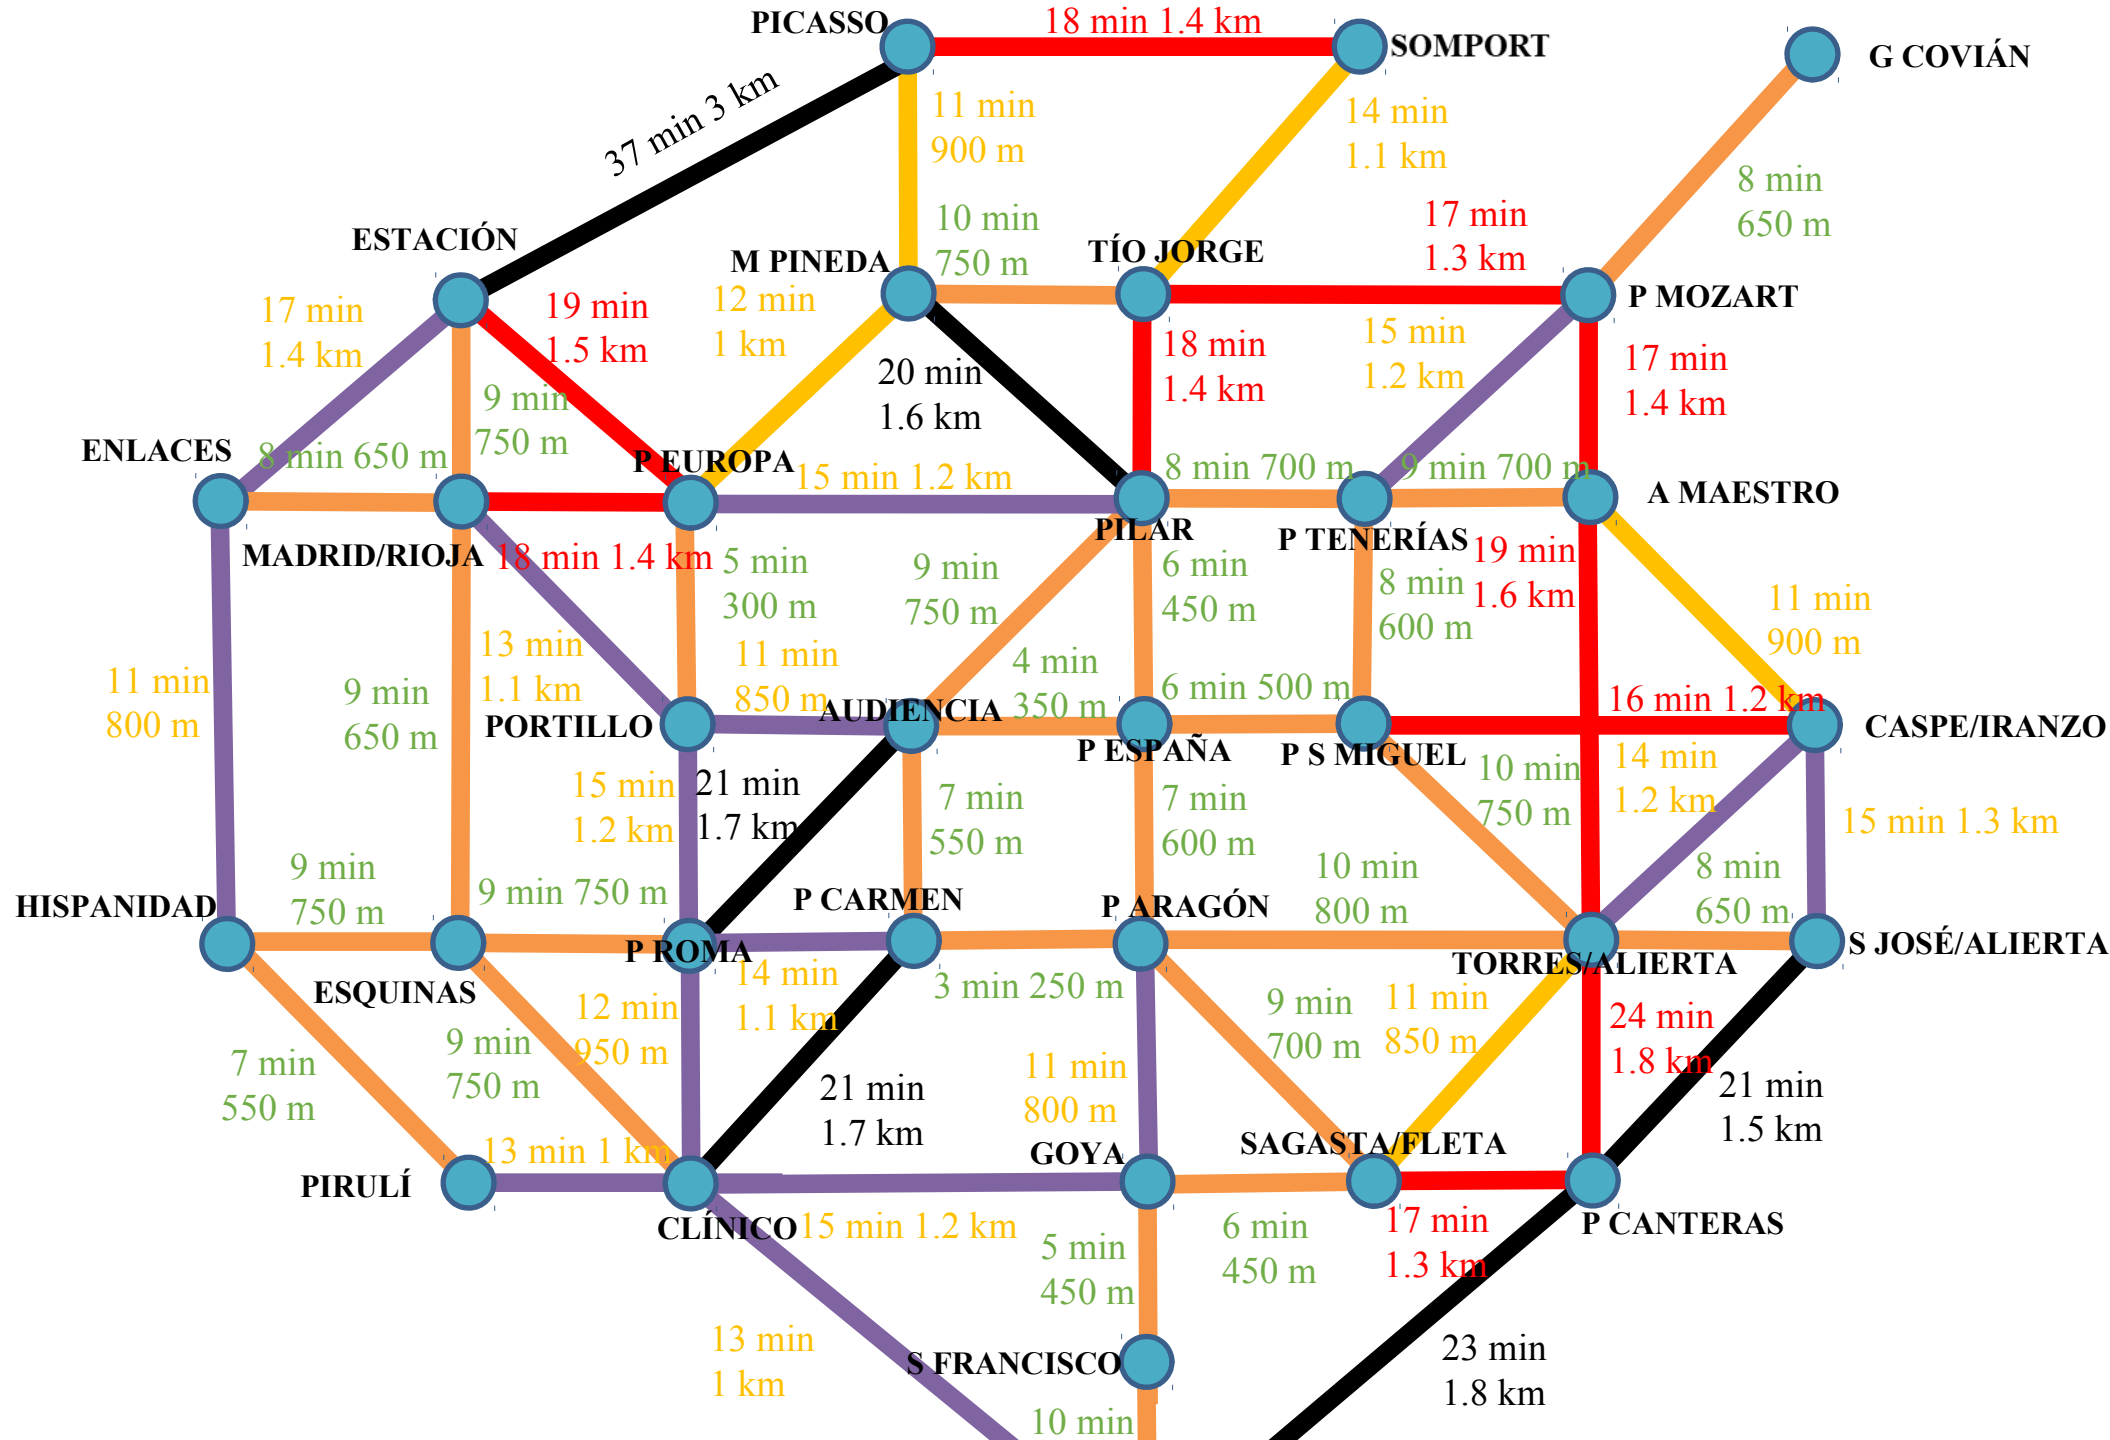 PICASSO
18 min 1.4 km
SOMPORT
G COVIÁN
37 min 3 km
11 min
900 m
14 min
1.1 km
8 min
650 m
ESTACIÓN
M PINEDA
10 min
750 m
TÍO JORGE
17 min
1.3 km
P MOZART
17 min
1.4 km
19 min
1.5 km
12 min
1 km
20 min
1.6 km
18 min
1.4 km
15 min
1.2 km
17 min
1.4 km
9 min
750 m
ENLACES
8 min 650 m
P EUROPA
15 min 1.2 km
8 min 700 m
9 min 700 m
A MAESTRO
MADRID/RIOJA
18 min 1.4 km
PILAR
P TENERÍAS
5 min
300 m
9 min
750 m
6 min
450 m
8 min
600 m
19 min
1.6 km
11 min
900 m
11 min
800 m
9 min
650 m
13 min
1.1 km
11 min
850 m
4 min
350 m
6 min 500 m
16 min 1.2 km
PORTILLO
AUDIENCIA
P ESPAÑA
P S MIGUEL
CASPE/IRANZO
15 min
1.2 km
21 min
1.7 km
7 min
550 m
7 min
600 m
10 min
750 m
14 min
1.2 km
15 min 1.3 km
9 min
750 m
9 min 750 m
10 min
800 m
8 min
650 m
HISPANIDAD
ESQUINAS
P ROMA
P CARMEN
P ARAGÓN
TORRES/ALIERTA
S JOSÉ/ALIERTA
14 min
1.1 km
3 min 250 m
7 min
550 m
9 min
750 m
12 min
950 m
21 min
1.7 km
11 min
800 m
9 min
700 m
11 min
850 m
24 min
1.8 km
21 min
1.5 km
PIRULÍ
13 min 1 km
CLÍNICO
15 min 1.2 km
GOYA
SAGASTA/FLETA
P CANTERAS
5 min
450 m
6 min
450 m
17 min
1.3 km
13 min
1 km
S FRANCISCO
23 min
1.8 km
10 min